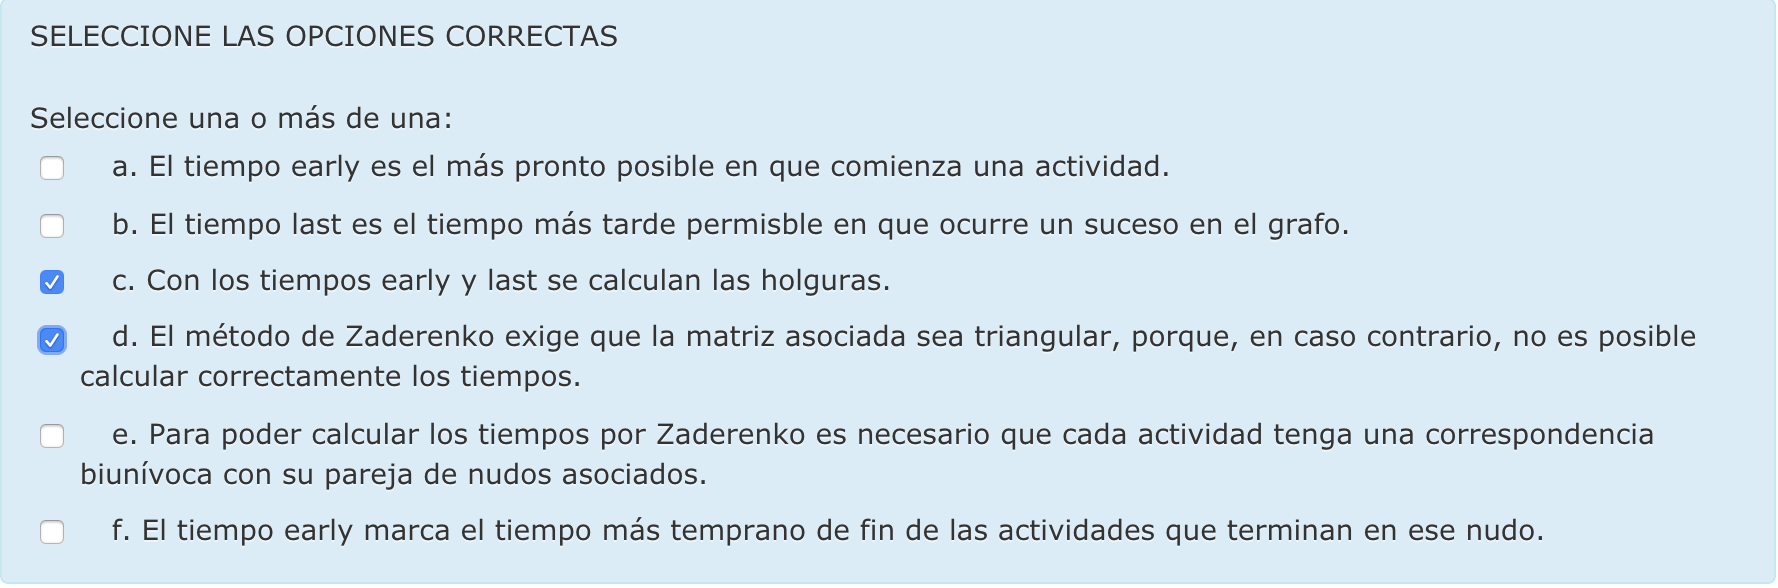 SELECCIONE LAS OPCIONES CORRECTAS
Seleccione una o más de una:
a. El tiempo early es el más pronto posible en que comienza una actividad.
b. El tiempo last es el tiempo más tarde permisble en que ocurre un suceso en el grafo.
c. Con los tiempos early y last se calculan las holguras.
d. El método de Zaderenko exige que la matriz asociada sea triangular, porque, en caso contrario, no es posible
calcular correctamente los tiempos.
e. Para poder calcular los tiempos por Zaderenko es necesario que cada actividad tenga una correspondencia
biunívoca con su pareja de nudos asociados.
f. El tiempo early marca el tiempo más temprano de fin de las actividades que terminan en ese nudo.